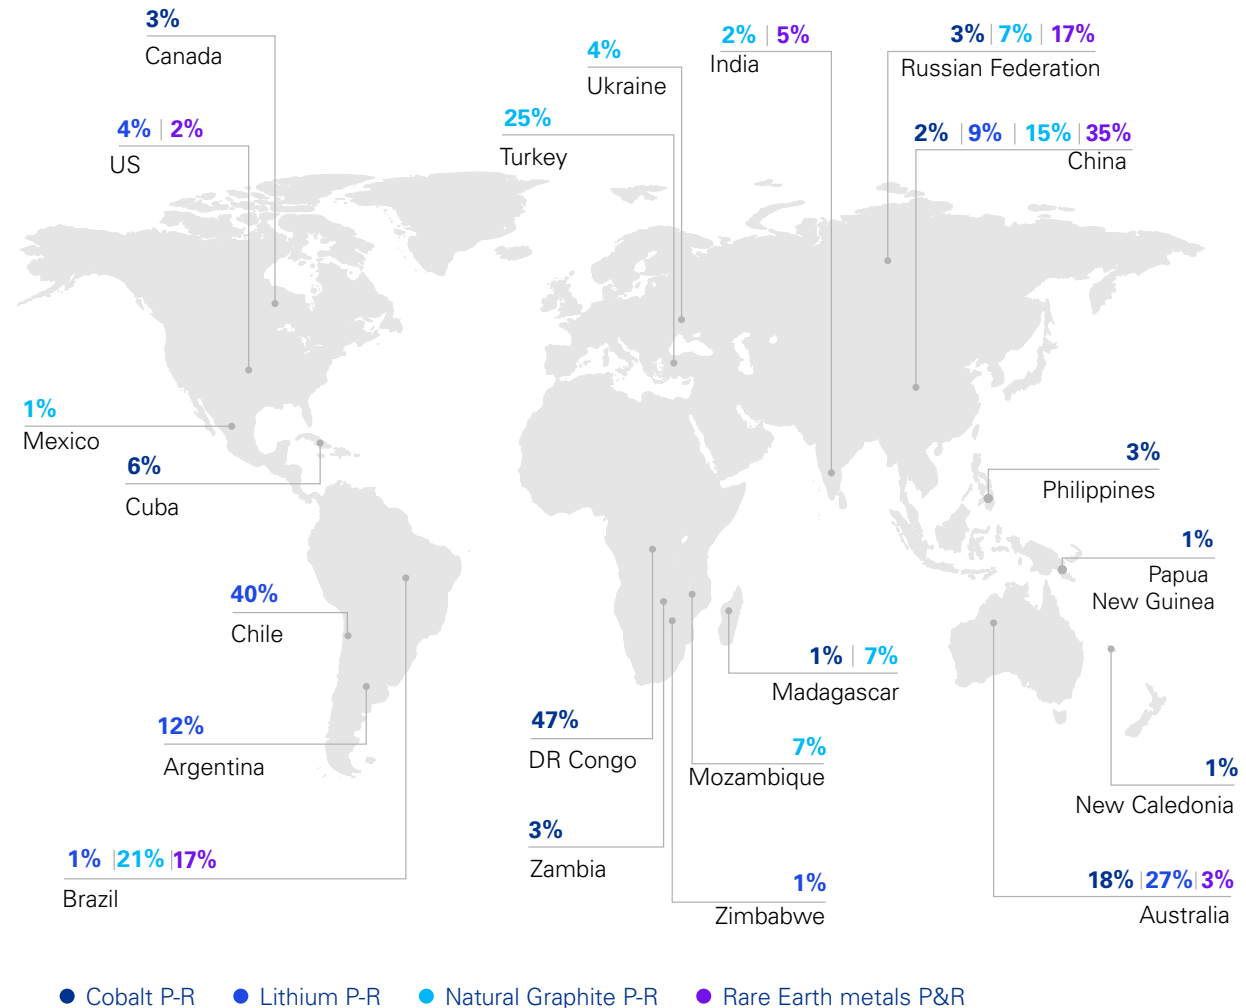 3%
Canada
4% | 2%
US
4%
Ukraine
25%
Turkey
2% | 5%
India
3% | 7% | 17%
Russian Federation
2% | 9% | 15% | 35%
China
1%
Mexico
6%
Cuba
3%
Philippines
1%
Papua
New Guinea
40%
Chile
12%
Argentina
1% | 21% | 17%
Brazil
47%
DR Congo
3%
Zambia
1% | 7%
Madagascar
7%
Mozambique
1%
Zimbabwe
1%
New Caledonia
18% | 27% | 3%
Australia
Cobalt P-R
Lithium P-R
Natural Graphite P-R
Rare Earth metals P&R